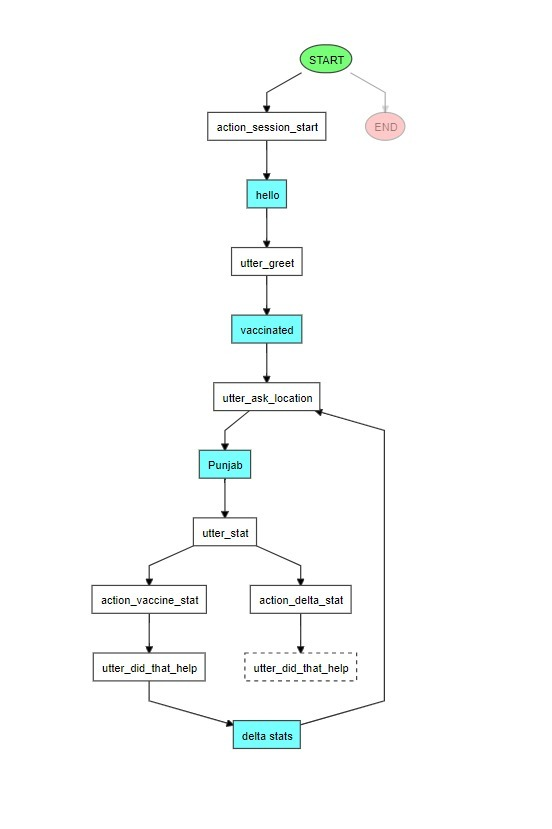 START
action_session_start
END
hello
utter_greet
vaccinated
utter_ask_location
Punjab
utter_stat
action_vaccine_stat
action_delta_stat
utter_did_that_help
utter_did_that_help
delta stats